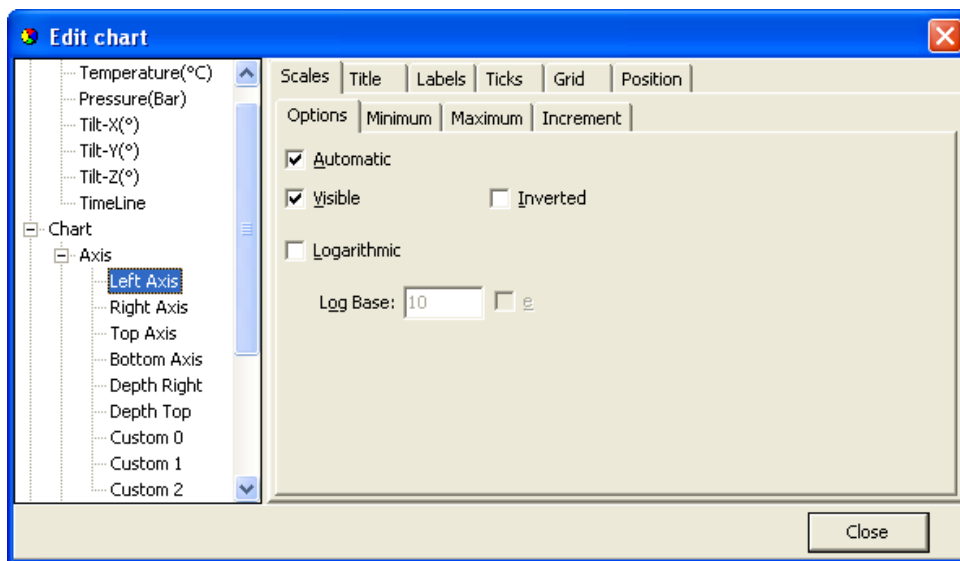 Edit chart
Temperature(°C)
Pressure(Bar)
Tilt-X(°)
Tilt-Y(°)
Tilt-Z(°)
TimeLine
Chart
Axis
Left Axis
Right Axis
Top Axis
Bottom Axis
Depth Right
Depth Top
Custom 0
Custom 1
Custom 2
Scales Title Labels Ticks Grid Position
Options Minimum Maximum Increment
Automatic
Visible Inverted
Logarithmic
Log Base: 10 e
Close